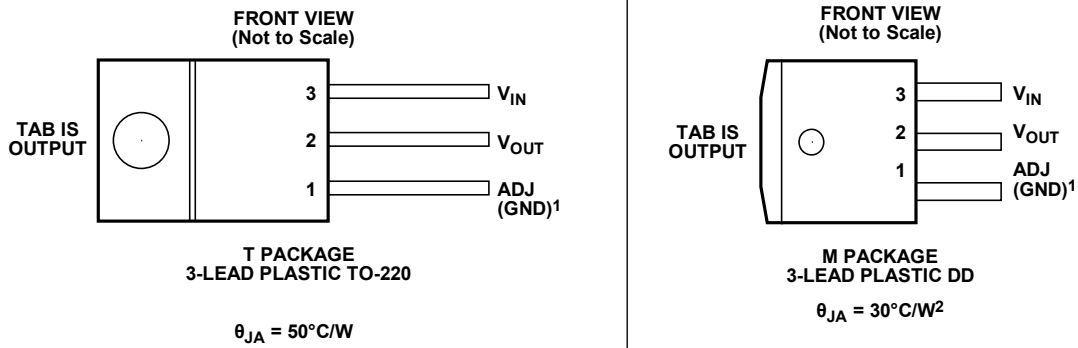 FRONT VIEW
(Not to Scale)
TAB IS
OUTPUT
3
V_IN
2
V_OUT
1
ADJ
(GND)¹
T PACKAGE
3-LEAD PLASTIC TO-220
θ_JA = 50°C/W
FRONT VIEW
(Not to Scale)
TAB IS
OUTPUT
3
V_IN
2
V_OUT
1
ADJ
(GND)¹
M PACKAGE
3-LEAD PLASTIC DD
θ_JA = 30°C/W²